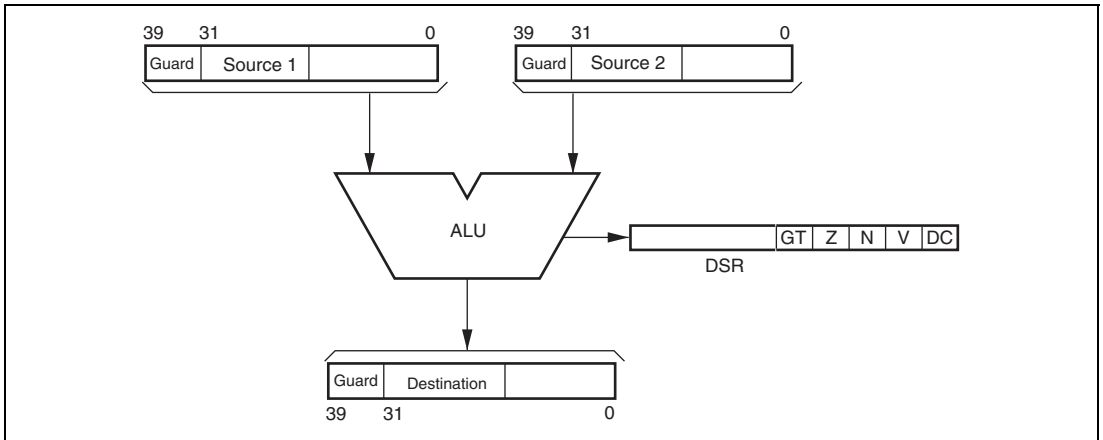 39 31 0 39 31 0
Guard Source 1 Guard Source 2
ALU
GT Z N V DC
DSR
Guard Destination
39 31 0